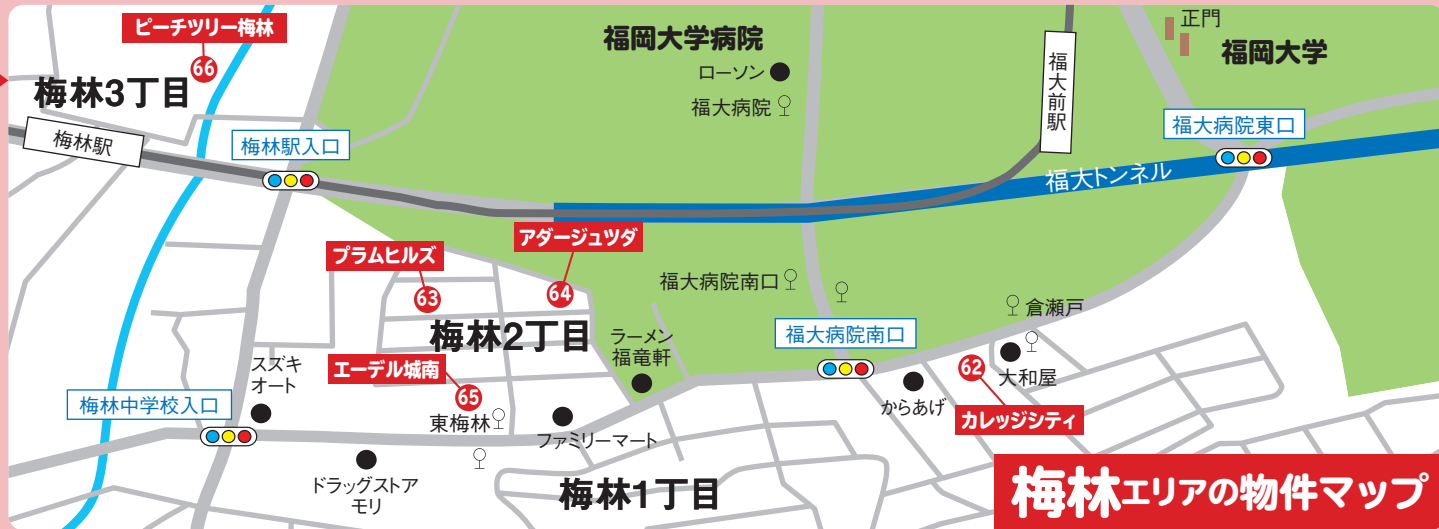 ピーチツリー梅林
66
梅林3丁目
梅林駅
梅林駅入口
福岡大学病院
ローソン
福大病院
福大前駅
正門
福岡大学
福大病院東口
福大トンネル
アダージュツダ
64
プラムヒルズ
63
梅林2丁目
福大病院南口
ラーメン
福竜軒
福大病院南口
倉瀬戸
大和屋
62
カレッジシティ
からあげ
エーデル城南
65
東梅林
スズキ
オート
梅林中学校入口
ファミリーマート
ドラッグストア
モリ
梅林1丁目
梅林エリアの物件マップ